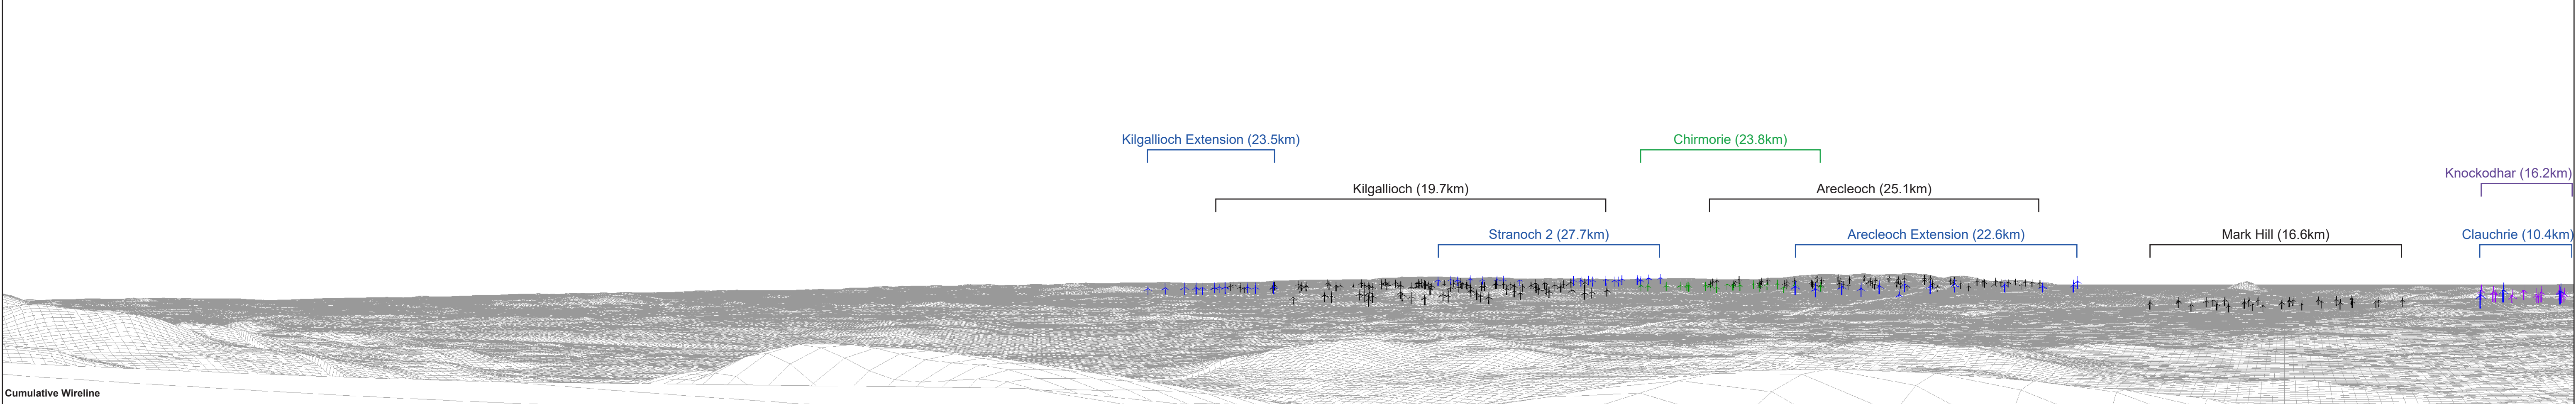 Kilgallioch Extension (23.5km)
Chirmorie (23.8km)
Knockodhar (16.2km)
Kilgallioch (19.7km)
Arecleoch (25.1km)
Stranoch 2 (27.7km)
Arecleoch Extension (22.6km)
Mark Hill (16.6km)
Clauchrie (10.4km)
Cumulative Wireline